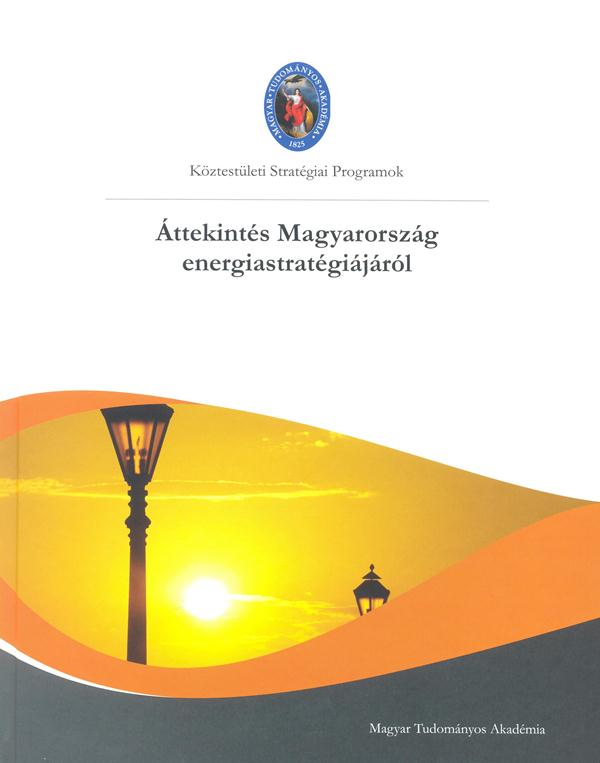 MAGYAR · TUDOMÁNYOS · AKADÉMIA
1825
Köztestületi Stratégiai Programok
Áttekintés Magyarország
energiastratégiájáról
Magyar Tudományos Akadémia